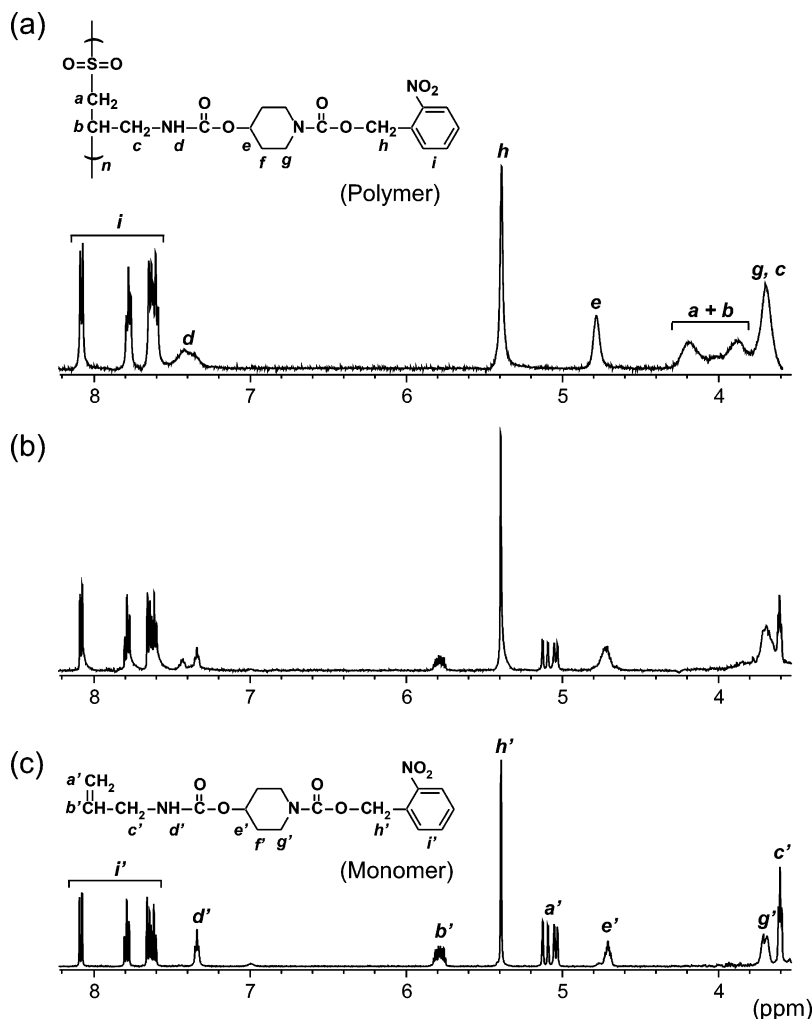 (a)
O=S=O
a CH₂
b CH–CH₂–NH–C–O
O
c d
e
f g
N–C–O–CH₂
O
h
NO₂
i
n
(Polymer)
i
d
h
e
a + b
g, c
8 7 6 5 4
(b)
8 7 6 5 4
(c)
a' CH₂
b' CH–CH₂–NH–C–O
O
c' d'
e'
f' g'
N–C–O–CH₂
O
h'
NO₂
i'
(Monomer)
i'
d'
b'
h'
a'
e'
g'
c'
8 7 6 5 4
(ppm)